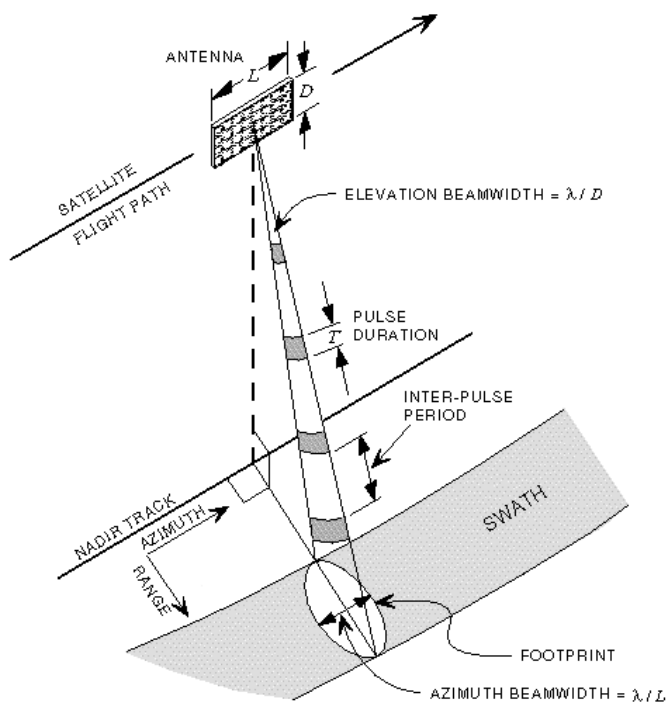 ANTENNA
L
D
SATELLITE
FLIGHT PATH
ELEVATION BEAMWIDTH = λ / D
PULSE
DURATION
T
INTER-PULSE
PERIOD
NADIR TRACK
AZIMUTH
RANGE
SWATH
FOOTPRINT
AZIMUTH BEAMWIDTH = λ / L